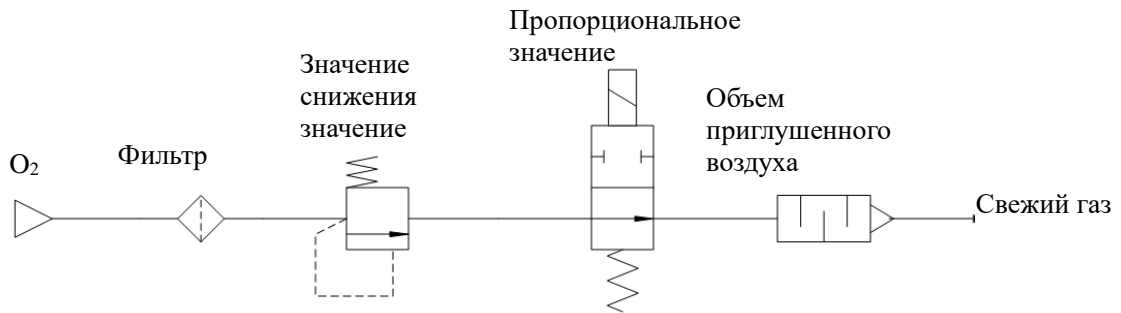 O₂
Фильтр
Значение
снижения
значение
Пропорциональное
значение
Объем
приглушенного
воздуха
Свежий газ